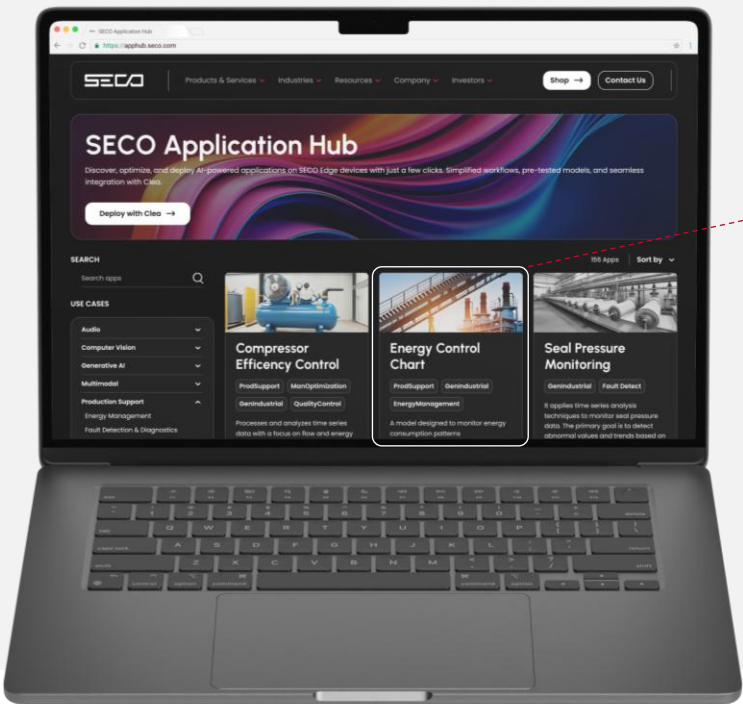 SECO Application Hub
https://apphub.seco.com
SECO
Products & Services
Industries
Resources
Company
Investors
Shop →
Contact Us
SECO Application Hub
Discover, optimize, and deploy AI-powered applications on SECO Edge devices with just a few clicks. Simplified workflows, pre-tested models, and seamless
integration with Clea.
Deploy with Clea →
SEARCH
156 Apps
Sort by
Search apps
USE CASES
Audio
Computer Vision
Generative AI
Multimodal
Production Support
Energy Management
Fault Detection & Diagnostics
Compressor
Efficency Control
ProdSupport
ManOptimization
GenIndustrial
QualityControl
Processes and analyzes time series
data with a focus on flow and energy
Energy Control
Chart
ProdSupport
GenIndustrial
EnergyManagement
A model designed to monitor energy
consumption patterns
Seal Pressure
Monitoring
GenIndustrial
Fault Detect
It applies time series analysis
techniques to monitor seal pressure
data. The primary goal is to detect
abnormal values and trends based on
Q W E R T Y U I O P
A S D F G H J K L
Z X C V B N M
control
option
command
command
option